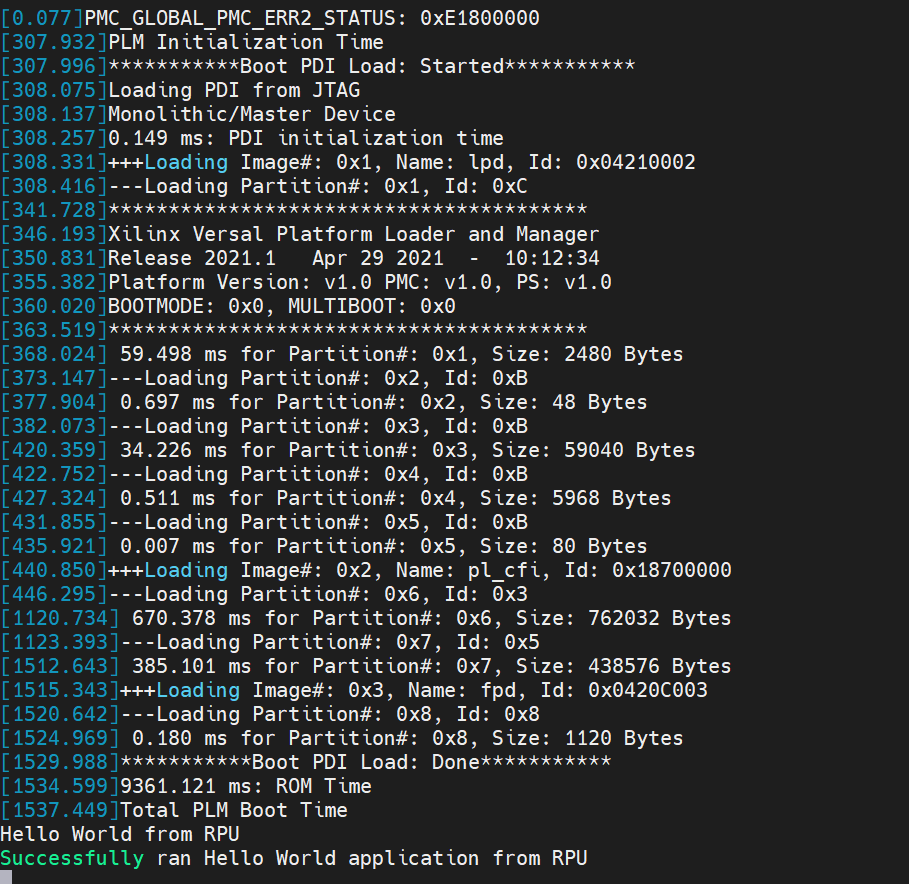 [0.077]PMC_GLOBAL_PMC_ERR2_STATUS: 0xE1800000
[307.932]PLM Initialization Time
[307.996]***********Boot PDI Load: Started***********
[308.075]Loading PDI from JTAG
[308.137]Monolithic/Master Device
[308.257]0.149 ms: PDI initialization time
[308.331]+++Loading Image#: 0x1, Name: lpd, Id: 0x04210002
[308.416]---Loading Partition#: 0x1, Id: 0xC
[341.728]****************************************
[346.193]Xilinx Versal Platform Loader and Manager
[350.831]Release 2021.1   Apr 29 2021  -  10:12:34
[355.382]Platform Version: v1.0 PMC: v1.0, PS: v1.0
[360.020]BOOTMODE: 0x0, MULTIBOOT: 0x0
[363.519]****************************************
[368.024] 59.498 ms for Partition#: 0x1, Size: 2480 Bytes
[373.147]---Loading Partition#: 0x2, Id: 0xB
[377.904] 0.697 ms for Partition#: 0x2, Size: 48 Bytes
[382.073]---Loading Partition#: 0x3, Id: 0xB
[420.359] 34.226 ms for Partition#: 0x3, Size: 59040 Bytes
[422.752]---Loading Partition#: 0x4, Id: 0xB
[427.324] 0.511 ms for Partition#: 0x4, Size: 5968 Bytes
[431.855]---Loading Partition#: 0x5, Id: 0xB
[435.921] 0.007 ms for Partition#: 0x5, Size: 80 Bytes
[440.850]+++Loading Image#: 0x2, Name: pl_cfi, Id: 0x18700000
[446.295]---Loading Partition#: 0x6, Id: 0x3
[1120.734] 670.378 ms for Partition#: 0x6, Size: 762032 Bytes
[1123.393]---Loading Partition#: 0x7, Id: 0x5
[1512.643] 385.101 ms for Partition#: 0x7, Size: 438576 Bytes
[1515.343]+++Loading Image#: 0x3, Name: fpd, Id: 0x0420C003
[1520.642]---Loading Partition#: 0x8, Id: 0x8
[1524.969] 0.180 ms for Partition#: 0x8, Size: 1120 Bytes
[1529.988]***********Boot PDI Load: Done***********
[1534.599]9361.121 ms: ROM Time
[1537.449]Total PLM Boot Time
Hello World from RPU
Successfully ran Hello World application from RPU